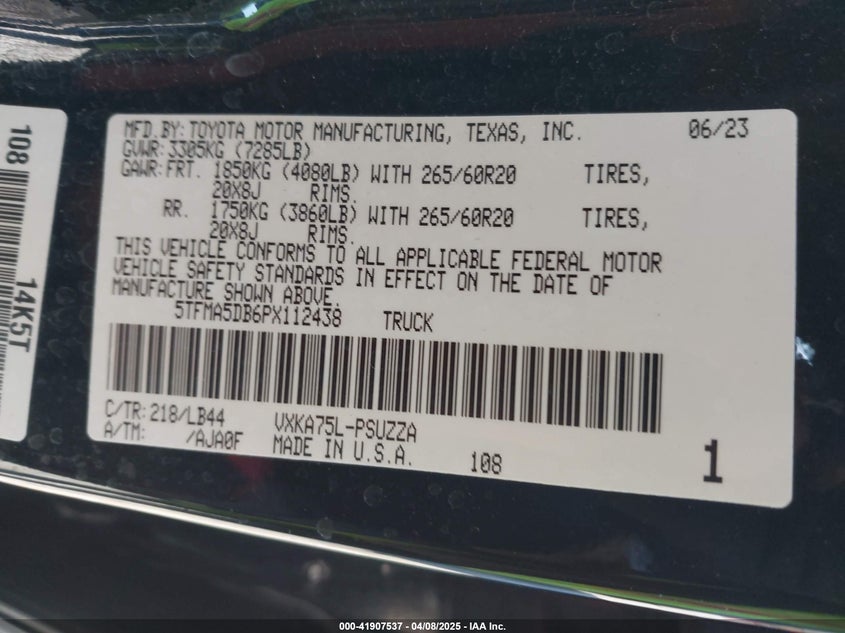 108
14K5T
MFD.BY: TOYOTA MOTOR MANUFACTURING, TEXAS, INC. 06/23
GVWR: 3305KG (7285LB)
GAWR: FRT. 1850KG (4080LB) WITH 265/60R20 TIRES,
20X8J RIMS.
RR. 1750KG (3860LB) WITH 265/60R20 TIRES,
20X8J RIMS.
THIS VEHICLE CONFORMS TO ALL APPLICABLE FEDERAL MOTOR
VEHICLE SAFETY STANDARDS IN EFFECT ON THE DATE OF
MANUFACTURE SHOWN ABOVE.
5TFMA5DB6PX112438 TRUCK
C/TR: 218/LB44 VXKA75L-PSUZZA
A/TM: /AJA0F MADE IN U.S.A. 108
1
000-41907537 - 04/08/2025 - IAA Inc.